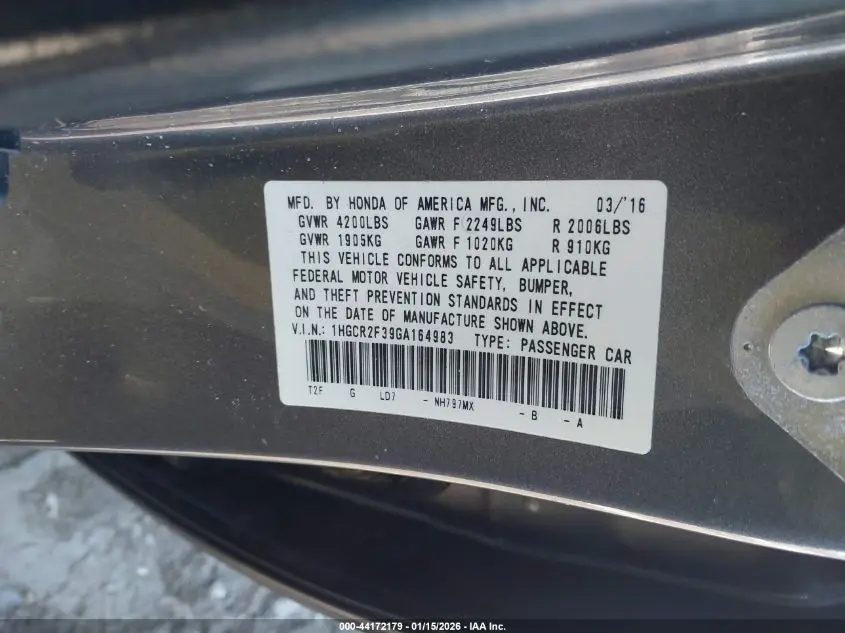 MFD. BY HONDA OF AMERICA MFG., INC. 03/'16
GVWR 4200LBS GAWR F 2249LBS R 2006LBS
GVWR 1905KG GAWR F 1020KG R 910KG
THIS VEHICLE CONFORMS TO ALL APPLICABLE
FEDERAL MOTOR VEHICLE SAFETY, BUMPER,
AND THEFT PREVENTION STANDARDS IN EFFECT
ON THE DATE OF MANUFACTURE SHOWN ABOVE.
V.I.N.: 1HGCR2F39GA164983 TYPE: PASSENGER CAR
T2F G LD7 - NH797MX - B - A
000-44172179 - 01/15/2026 - IAA Inc.